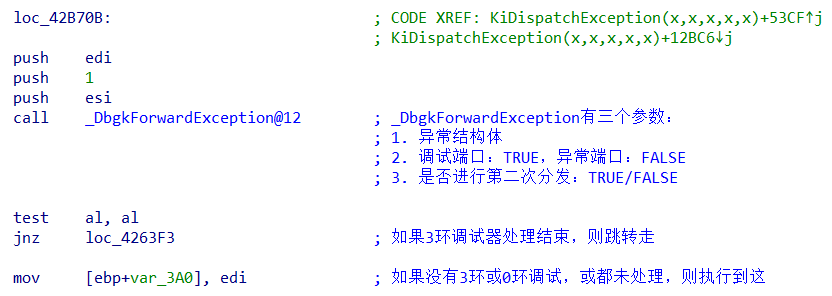 loc_42B70B: ; CODE XREF: KiDispatchException(x,x,x,x,x)+53CF↑j
; KiDispatchException(x,x,x,x,x)+12BC6↓j
push edi
push 1
push esi
call _DbgkForwardException@12 ; _DbgkForwardException有三个参数：
; 1. 异常结构体
; 2. 调试端口：TRUE，异常端口：FALSE
; 3. 是否进行第二次分发：TRUE/FALSE
test al, al
jnz loc_4263F3 ; 如果3环调试器处理结束，则跳转走
mov [ebp+var_3A0], edi ; 如果没有3环或0环调试，或都未处理，则执行到这